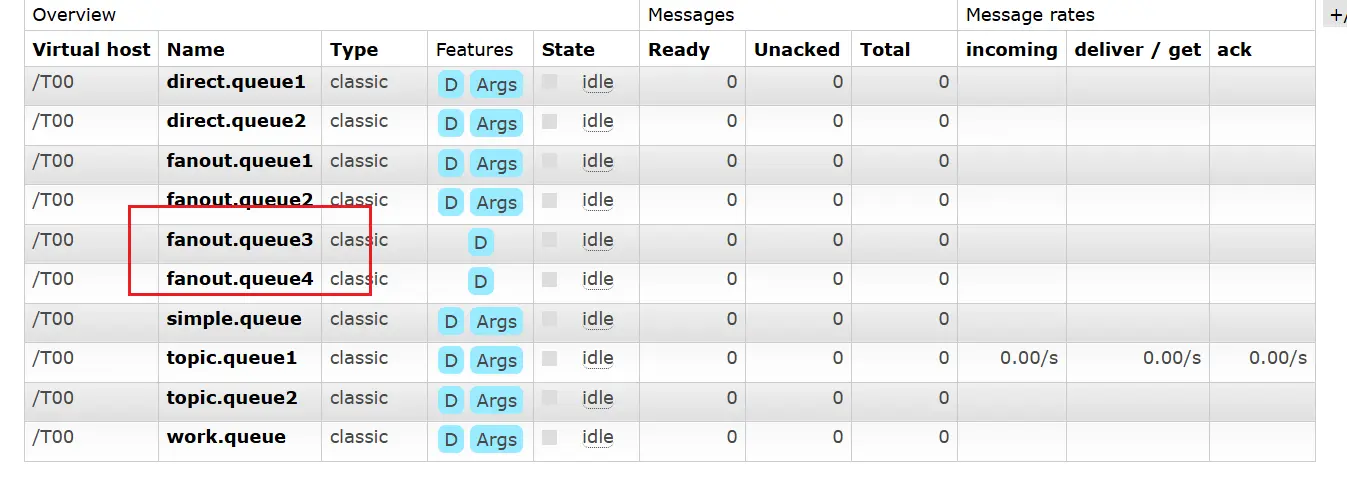 Overview Messages Message rates +/
Virtual host Name Type Features State Ready Unacked Total incoming deliver / get ack
/T00 direct.queue1 classic D Args idle 0 0 0
/T00 direct.queue2 classic D Args idle 0 0 0
/T00 fanout.queue1 classic D Args idle 0 0 0
/T00 fanout.queue2 classic D Args idle 0 0 0
/T00 fanout.queue3 classic D idle 0 0 0
/T00 fanout.queue4 classic D idle 0 0 0
/T00 simple.queue classic D Args idle 0 0 0
/T00 topic.queue1 classic D Args idle 0 0 0 0.00/s 0.00/s 0.00/s
/T00 topic.queue2 classic D Args idle 0 0 0
/T00 work.queue classic D Args idle 0 0 0